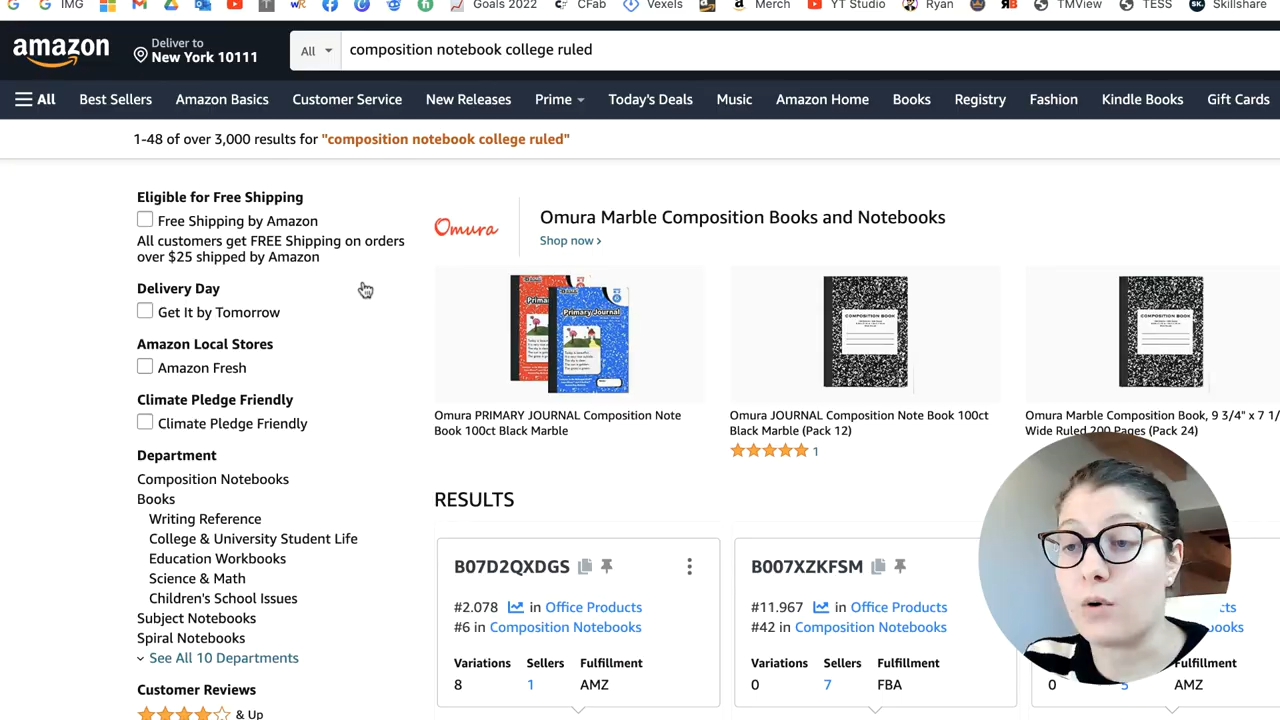 IMG
Goals 2022
CFab
Vexels
Merch
YT Studio
Ryan
TMView
TESS
Skillshare
amazon
Deliver to
New York 10111
All
composition notebook college ruled
All
Best Sellers
Amazon Basics
Customer Service
New Releases
Prime
Today's Deals
Music
Amazon Home
Books
Registry
Fashion
Kindle Books
Gift Cards
1-48 of over 3,000 results for "composition notebook college ruled"
Eligible for Free Shipping
Free Shipping by Amazon
All customers get FREE Shipping on orders
over $25 shipped by Amazon
Delivery Day
Get It by Tomorrow
Amazon Local Stores
Amazon Fresh
Climate Pledge Friendly
Climate Pledge Friendly
Department
Composition Notebooks
Books
Writing Reference
College & University Student Life
Education Workbooks
Science & Math
Children's School Issues
Subject Notebooks
Spiral Notebooks
See All 10 Departments
Customer Reviews
& Up
Omura
Omura Marble Composition Books and Notebooks
Shop now ›
Primary Journal
COMPOSITION BOOK
COMPOSITION BOOK
Omura PRIMARY JOURNAL Composition Note
Book 100ct Black Marble
Omura JOURNAL Composition Note Book 100ct
Black Marble (Pack 12)
1
Omura Marble Composition Book, 9 3/4" x 7 1/
Wide Ruled 200 Pages (Pack 24)
RESULTS
B07D2QXDGS
#2.078 in Office Products
#6 in Composition Notebooks
Variations Sellers Fulfillment
8 1 AMZ
B007XZKFSM
#11.967 in Office Products
#42 in Composition Notebooks
Variations Sellers Fulfillment
0 7 FBA
Fulfillment
0 5 AMZ